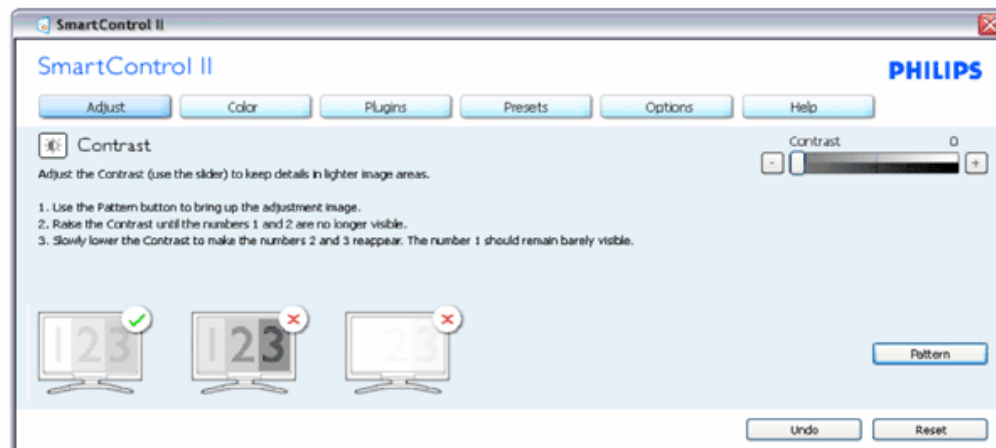 SmartControl II
SmartControl II
PHILIPS
Adjust Color Plugins Presets Options Help
Contrast
Contrast 0
- +
Adjust the Contrast (use the slider) to keep details in lighter image areas.
1. Use the Pattern button to bring up the adjustment image.
2. Raise the Contrast until the numbers 1 and 2 are no longer visible.
3. Slowly lower the Contrast to make the numbers 2 and 3 reappear. The number 1 should remain barely visible.
123 123 23
Pattern
Undo Reset